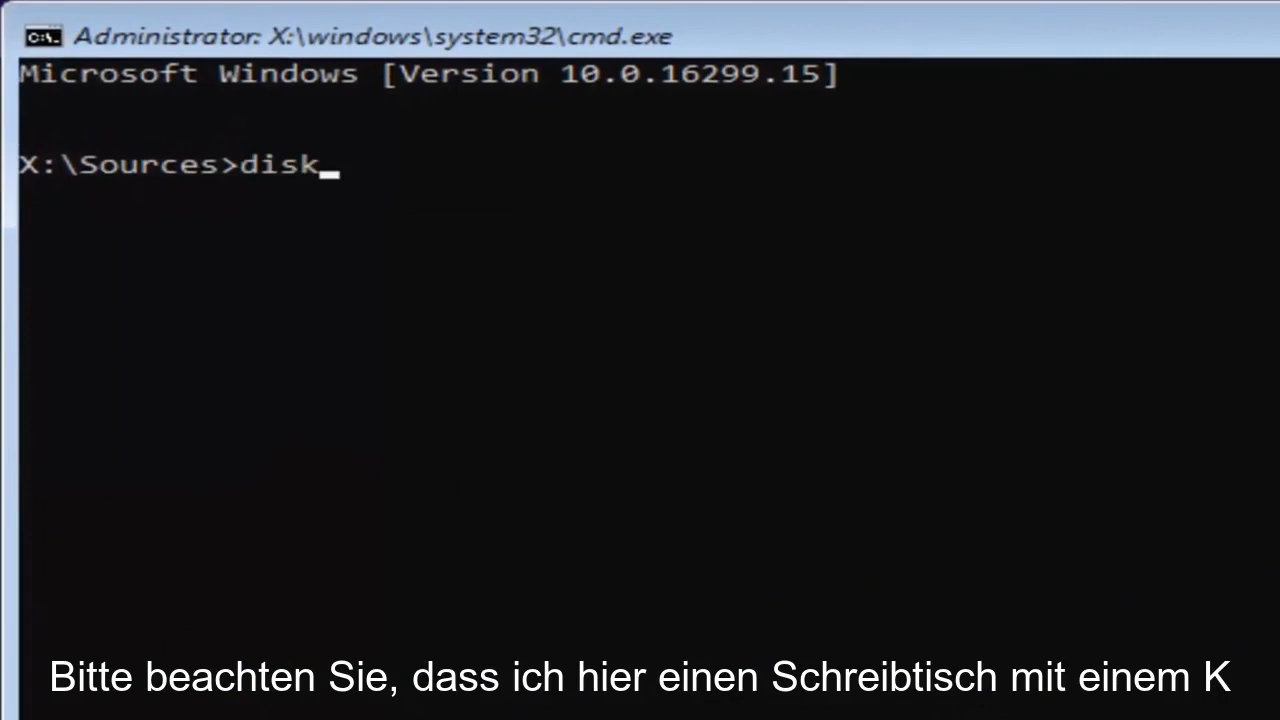 Administrator: X:\windows\system32\cmd.exe
Microsoft Windows [Version 10.0.16299.15]
X:\Sources>disk_
Bitte beachten Sie, dass ich hier einen Schreibtisch mit einem K